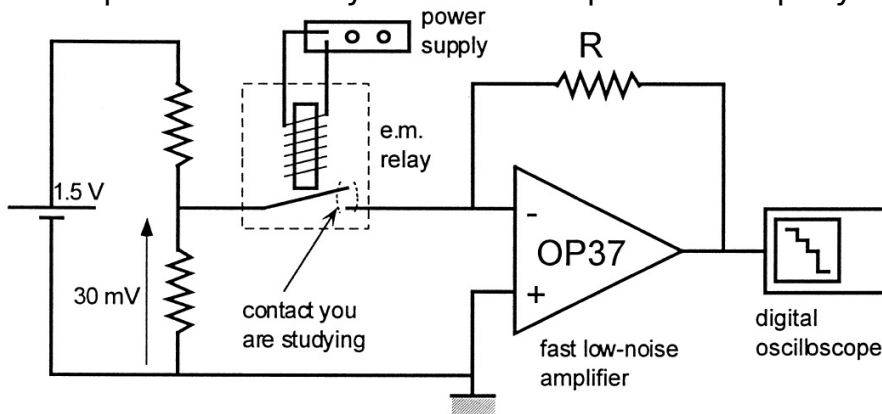 power
supply
R
e.m.
relay
1.5 V
-
OP37
+
30 mV
contact you
are studying
fast low-noise
amplifier
digital
oscilloscope